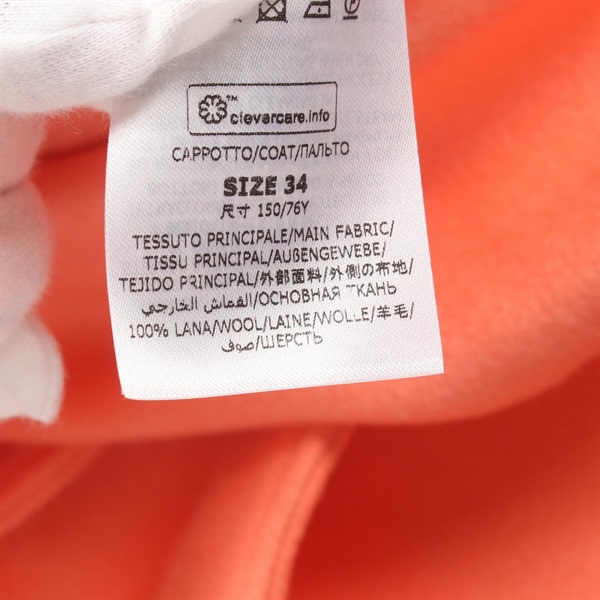 ™
clevercare.info
CAPPOTTO/COAT/ПАЛЬТО
SIZE 34
尺寸 150/76Y
TESSUTO PRINCIPALE/MAIN FABRIC/
TISSU PRINCIPAL/AUßENGEWEBE/
TEJIDO PRINCIPAL/外部面料/外側の布地/
القماش الخارجي/ОСНОВНАЯ ТКАНЬ
100% LANA/WOOL/LAINE/WOLLE/羊毛/
صوف/ШЕРСТЬ